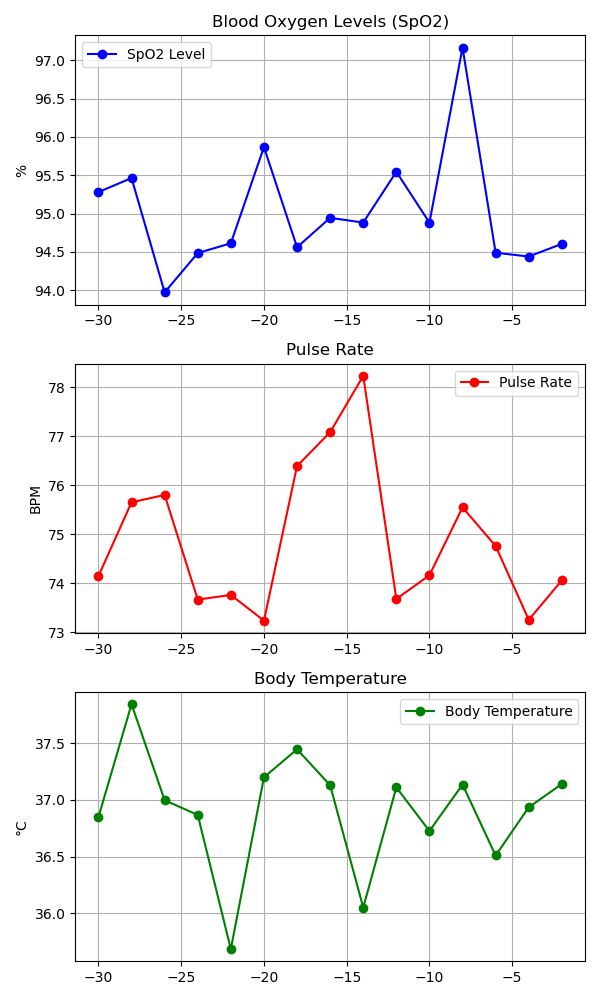 Blood Oxygen Levels (SpO2)
SpO2 Level
97.0
96.5
96.0
95.5
95.0
94.5
94.0
%
−30 −25 −20 −15 −10 −5
Pulse Rate
Pulse Rate
78
77
76
75
74
73
BPM
−30 −25 −20 −15 −10 −5
Body Temperature
Body Temperature
37.5
37.0
36.5
36.0
°C
−30 −25 −20 −15 −10 −5